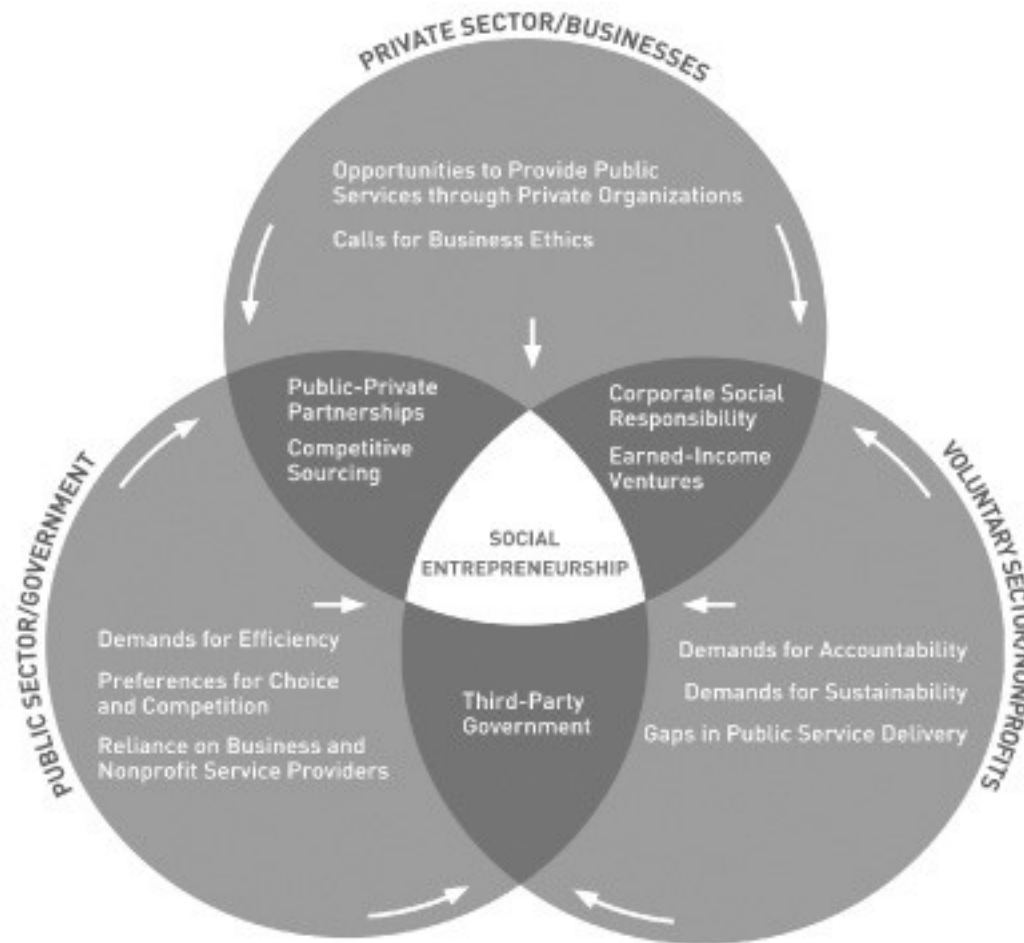 PRIVATE SECTOR/BUSINESSES
Opportunities to Provide Public
Services through Private Organizations
Calls for Business Ethics
Public-Private
Partnerships
Competitive
Sourcing
Corporate Social
Responsibility
Earned-Income
Ventures
SOCIAL
ENTREPRENEURSHIP
PUBLIC SECTOR/GOVERNMENT
Demands for Efficiency
Preferences for Choice
and Competition
Reliance on Business and
Nonprofit Service Providers
Third-Party
Government
VOLUNTARY SECTOR/NONPROFITS
Demands for Accountability
Demands for Sustainability
Gaps in Public Service Delivery